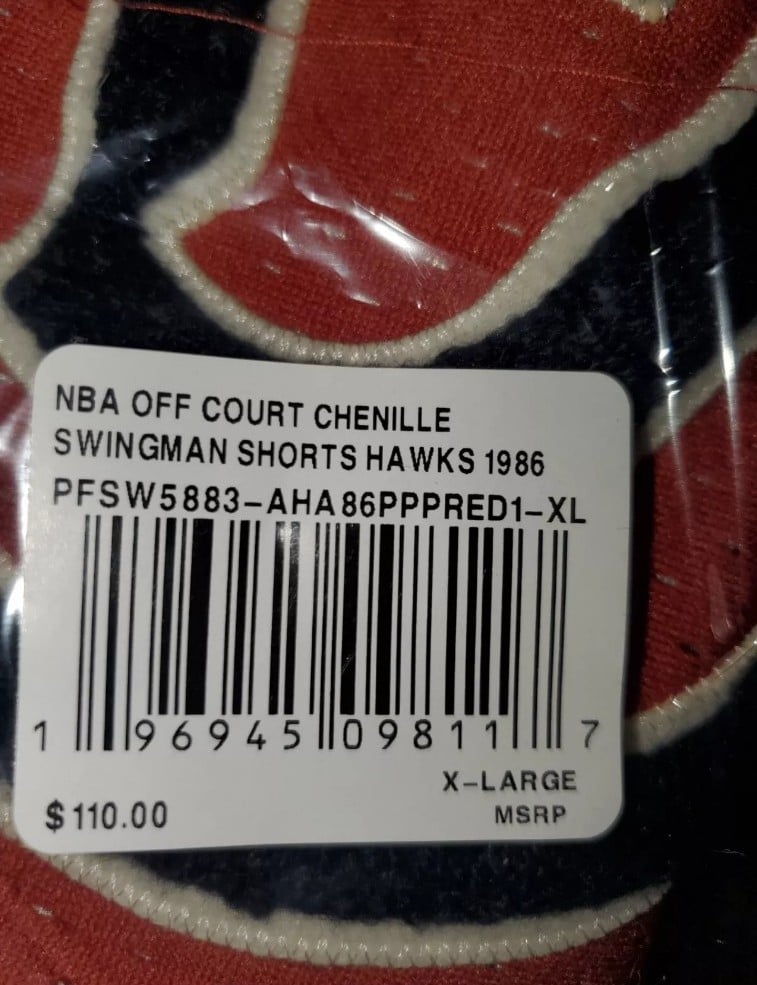 NBA OFF COURT CHENILLE
SWINGMAN SHORTS HAWKS 1986
PFSW5883-AHA86PPPRED1-XL
1 96945 09811 7
X-LARGE
$110.00 MSRP